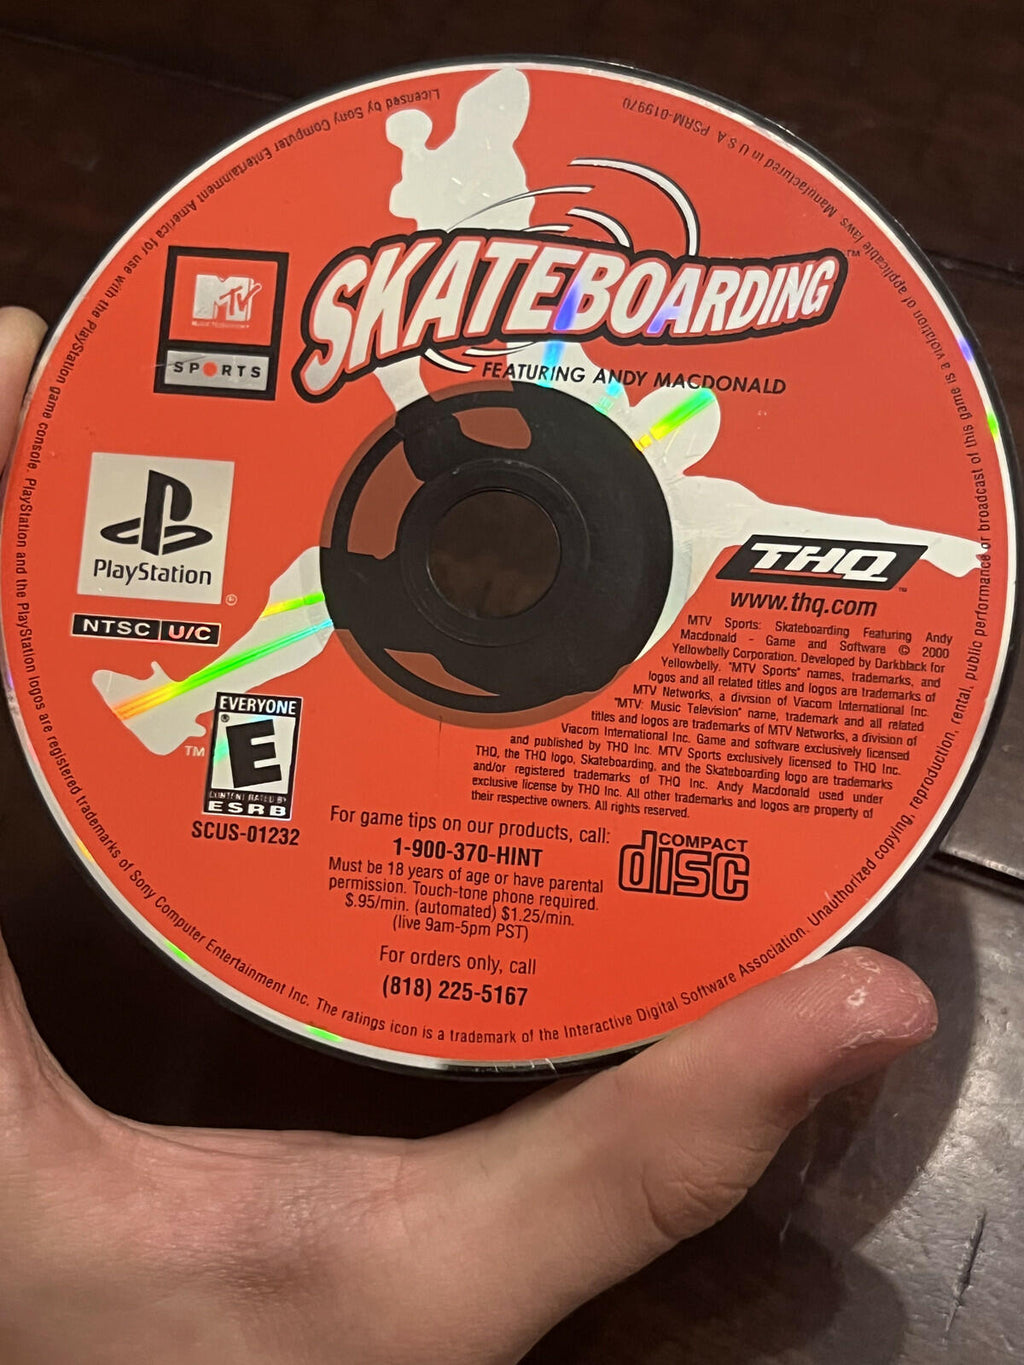 Licensed by Sony Computer Entertainment America for use with the PlayStation game console. PlayStation and the PlayStation logos are registered trademarks of Sony Computer Entertainment Inc. The ratings icon is a trademark of the Interactive Digital Software Association. Unauthorized copying, reproduction, rental, public performance or broadcast of this game is a violation of applicable laws. Manufactured in U.S.A. PSRM-019970
MTV
MUSIC TELEVISION
SPORTS
SKATEBOARDING™
FEATURING ANDY MACDONALD
PlayStation
®
NTSC U/C
THQ™
www.thq.com
MTV Sports: Skateboarding Featuring Andy
Macdonald - Game and Software © 2000
Yellowbelly Corporation. Developed by Darkblack for
Yellowbelly. "MTV Sports" names, trademarks, and
logos and all related titles and logos are trademarks of
MTV Networks, a division of Viacom International Inc.
"MTV: Music Television" name, trademark and all related
titles and logos are trademarks of MTV Networks, a division of
Viacom International Inc. Game and software exclusively licensed
and published by THQ Inc. MTV Sports exclusively licensed to THQ Inc.
THQ, the THQ logo, Skateboarding, and the Skateboarding logo are trademarks
and/or registered trademarks of THQ Inc. Andy Macdonald used under
exclusive license by THQ Inc. All other trademarks and logos are property of
their respective owners. All rights reserved.
TM
EVERYONE
®
E
CONTENT RATED BY
ESRB
SCUS-01232
For game tips on our products, call:
1-900-370-HINT
Must be 18 years of age or have parental
permission. Touch-tone phone required.
$.95/min. (automated) $1.25/min.
(live 9am-5pm PST)
For orders only, call
(818) 225-5167
COMPACT
disc